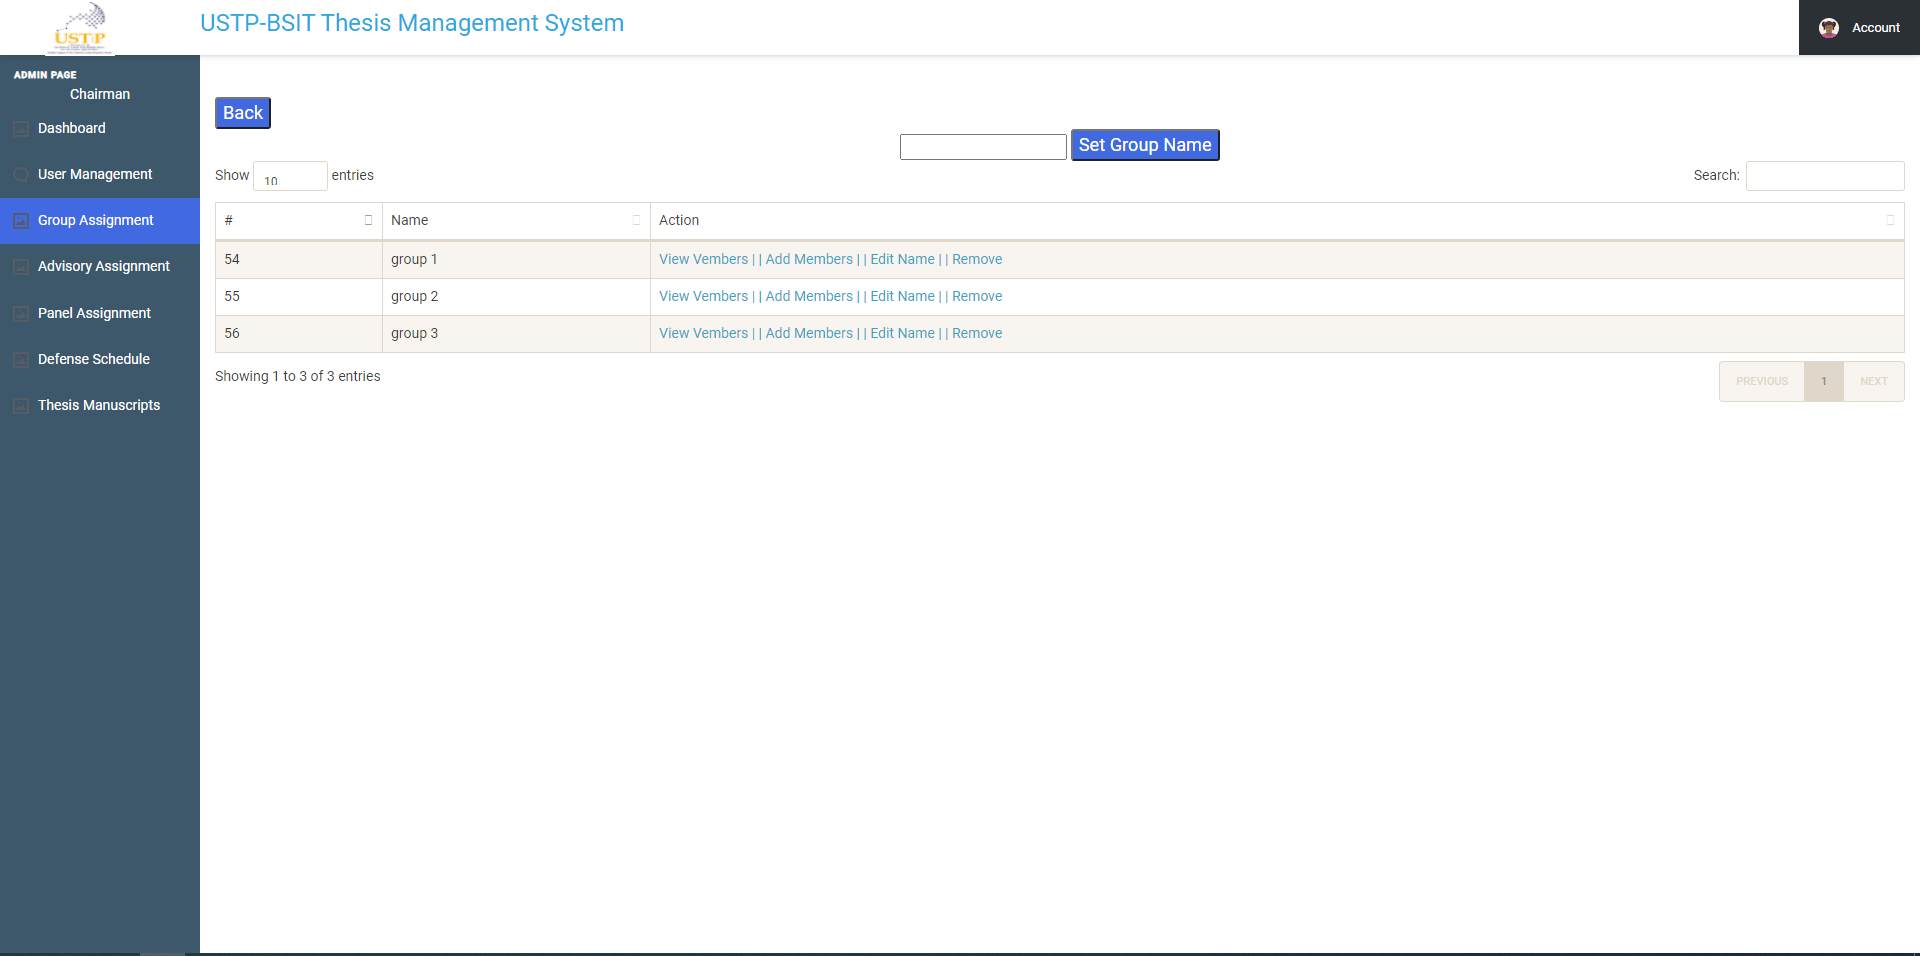 USTP
USTP-BSIT Thesis Management System
Account
ADMIN PAGE
Chairman
Dashboard
User Management
Group Assignment
Advisory Assignment
Panel Assignment
Defense Schedule
Thesis Manuscripts
Back
Set Group Name
Show 10 entries
Search:
# Name Action
54 group 1 View Vembers | | Add Members | | Edit Name | | Remove
55 group 2 View Vembers | | Add Members | | Edit Name | | Remove
56 group 3 View Vembers | | Add Members | | Edit Name | | Remove
Showing 1 to 3 of 3 entries
PREVIOUS 1 NEXT